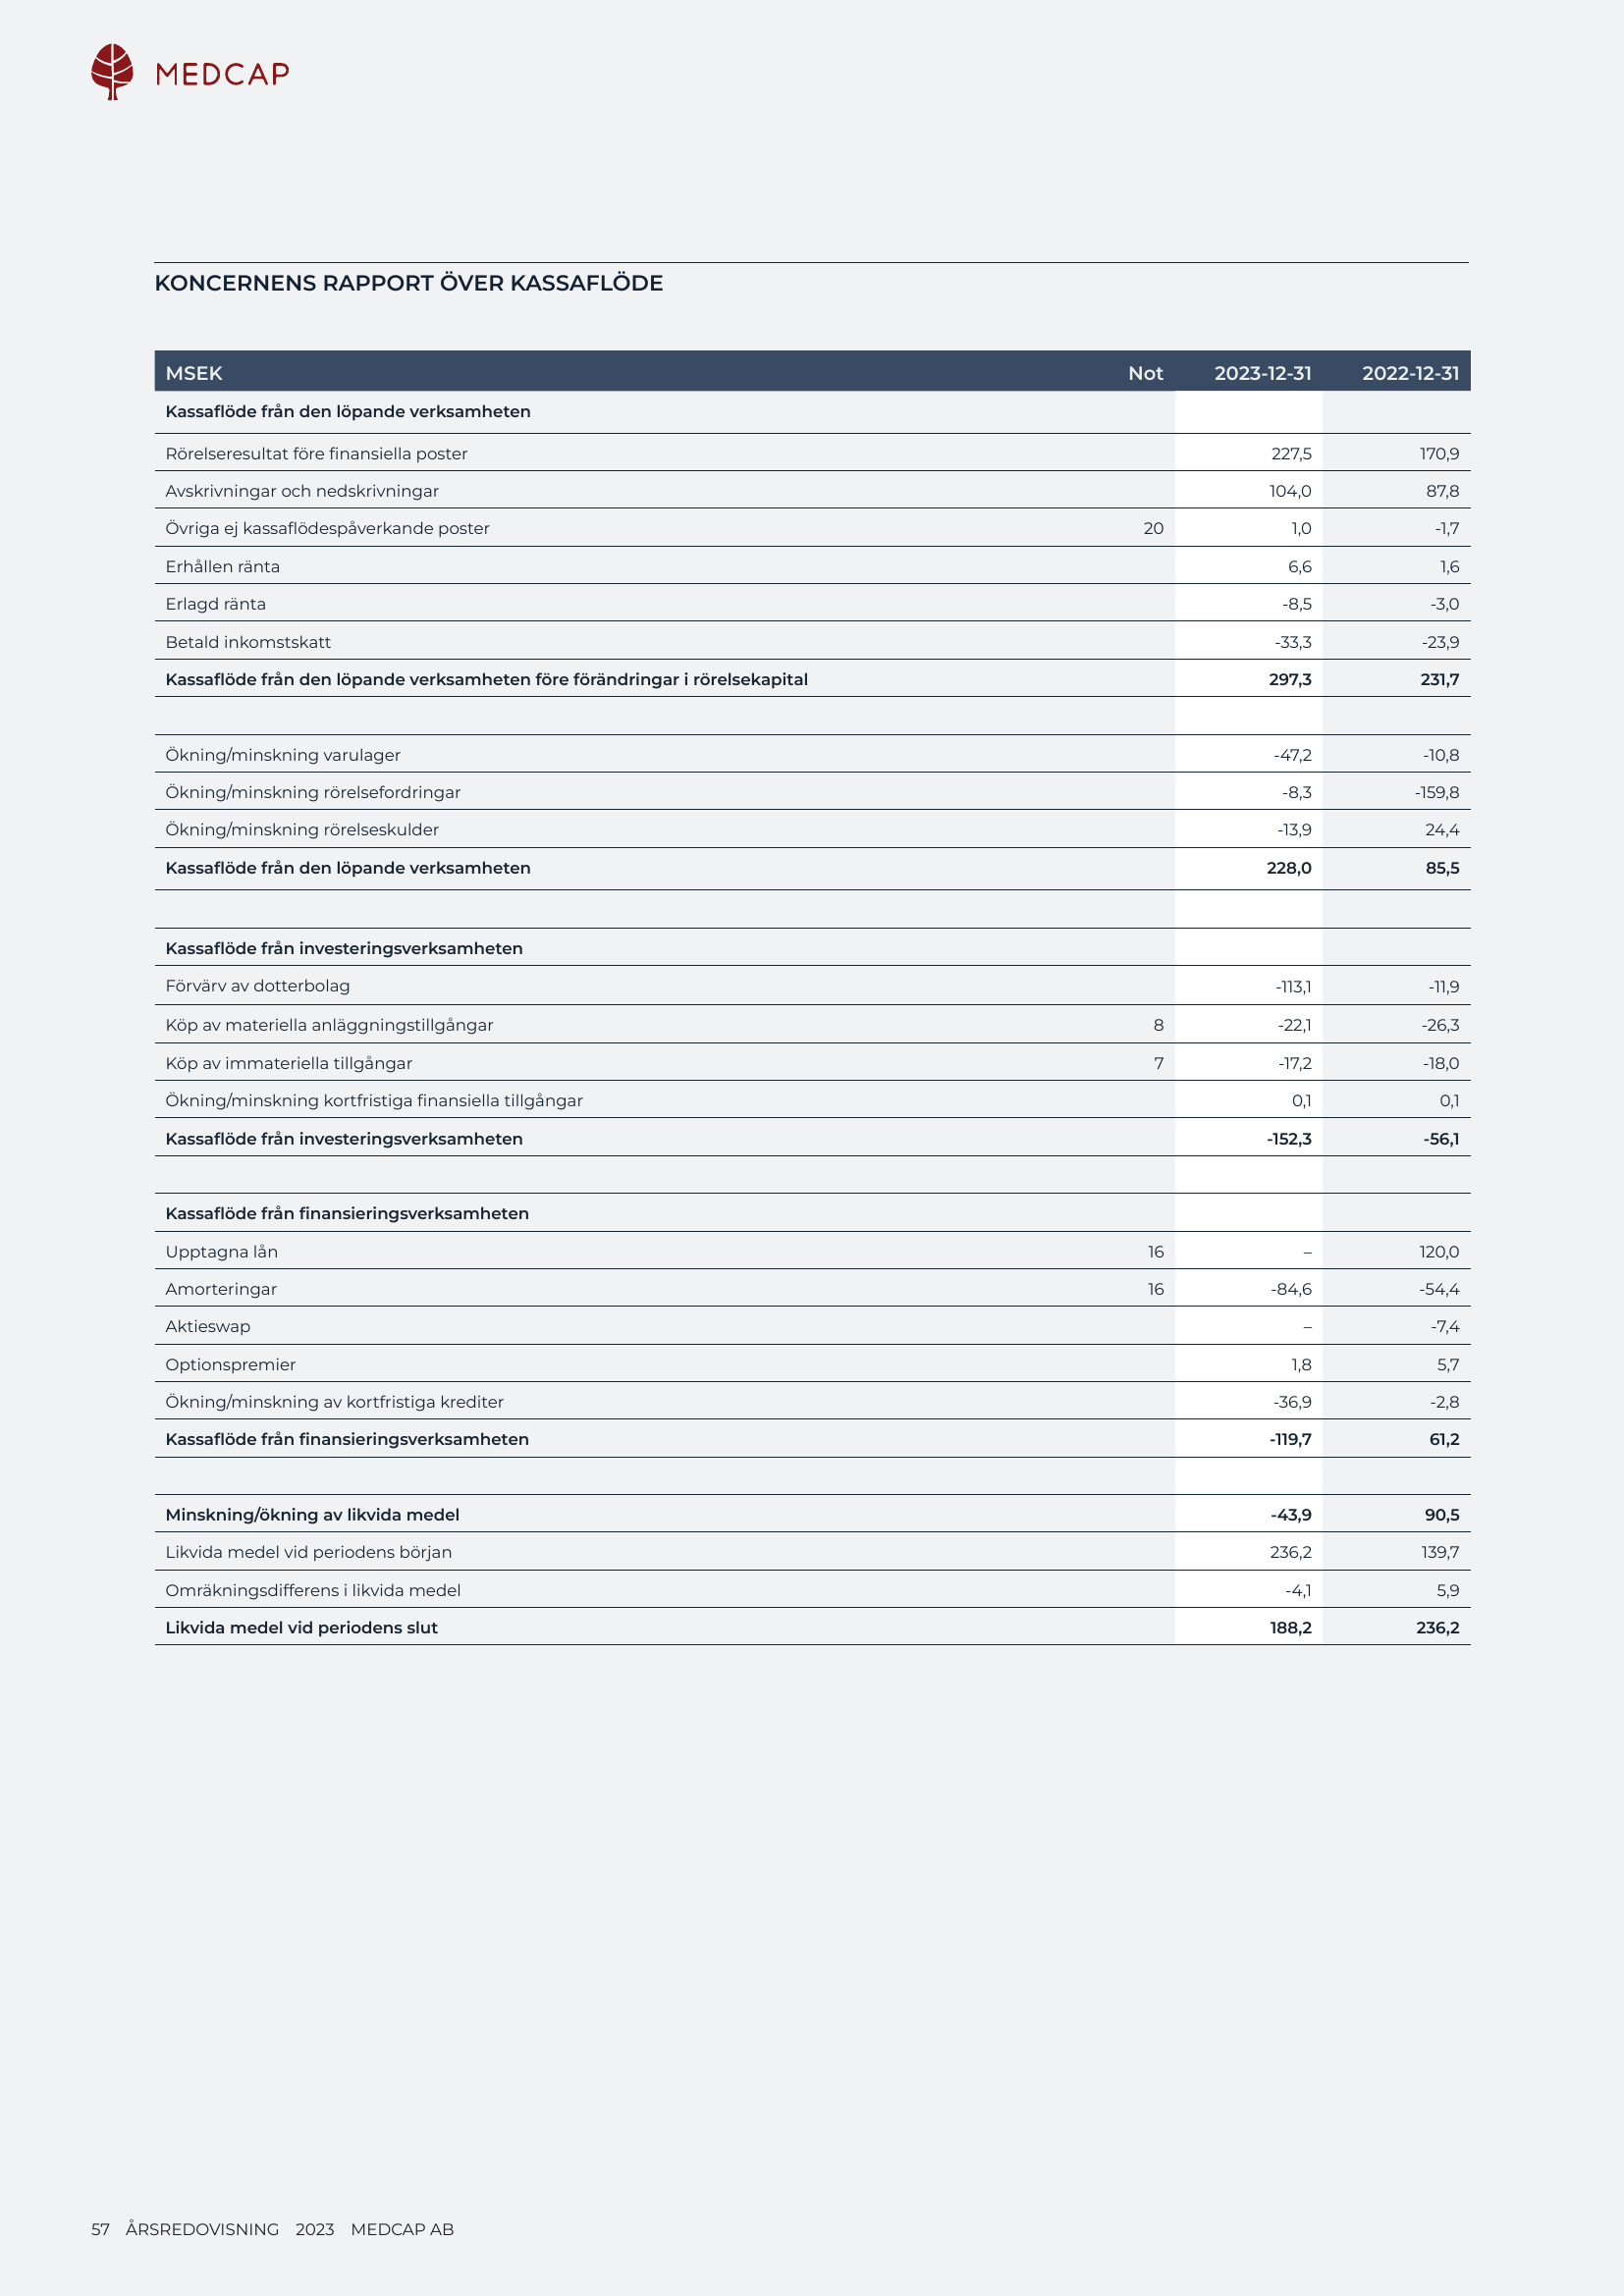 MEDCAP
KONCERNENS RAPPORT ÖVER KASSAFLÖDE
MSEK Not 2023-12-31 2022-12-31
Kassaflöde från den löpande verksamheten
Rörelseresultat före finansiella poster 227,5 170,9
Avskrivningar och nedskrivningar 104,0 87,8
Övriga ej kassaflödespåverkande poster 20 1,0 -1,7
Erhållen ränta 6,6 1,6
Erlagd ränta -8,5 -3,0
Betald inkomstskatt -33,3 -23,9
Kassaflöde från den löpande verksamheten före förändringar i rörelsekapital 297,3 231,7
Ökning/minskning varulager -47,2 -10,8
Ökning/minskning rörelsefordringar -8,3 -159,8
Ökning/minskning rörelseskulder -13,9 24,4
Kassaflöde från den löpande verksamheten 228,0 85,5
Kassaflöde från investeringsverksamheten
Förvärv av dotterbolag -113,1 -11,9
Köp av materiella anläggningstillgångar 8 -22,1 -26,3
Köp av immateriella tillgångar 7 -17,2 -18,0
Ökning/minskning kortfristiga finansiella tillgångar 0,1 0,1
Kassaflöde från investeringsverksamheten -152,3 -56,1
Kassaflöde från finansieringsverksamheten
Upptagna lån 16 – 120,0
Amorteringar 16 -84,6 -54,4
Aktieswap – -7,4
Optionspremier 1,8 5,7
Ökning/minskning av kortfristiga krediter -36,9 -2,8
Kassaflöde från finansieringsverksamheten -119,7 61,2
Minskning/ökning av likvida medel -43,9 90,5
Likvida medel vid periodens början 236,2 139,7
Omräkningsdifferens i likvida medel -4,1 5,9
Likvida medel vid periodens slut 188,2 236,2
57 ÅRSREDOVISNING 2023 MEDCAP AB